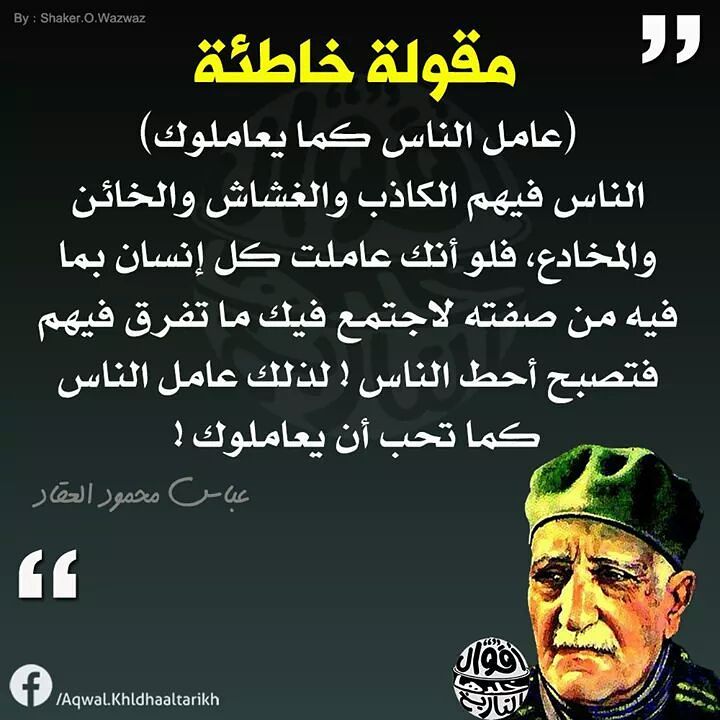 By : Shaker.O.Wazwaz
مقولة خاطئة
(عامل الناس كما يعاملوك)
الناس فيهم الكاذب والغشاش والخائن
والمخادع، فلو أنك عاملت كل إنسان بما
فيه من صفته لاجتمع فيك ما تفرق فيهم
فتصبح أحط الناس ! لذلك عامل الناس
كما تحب أن يعاملوك !
عباس محمود العقاد
أقوال خلدها التاريخ
/Aqwal.Khldhaaltarikh